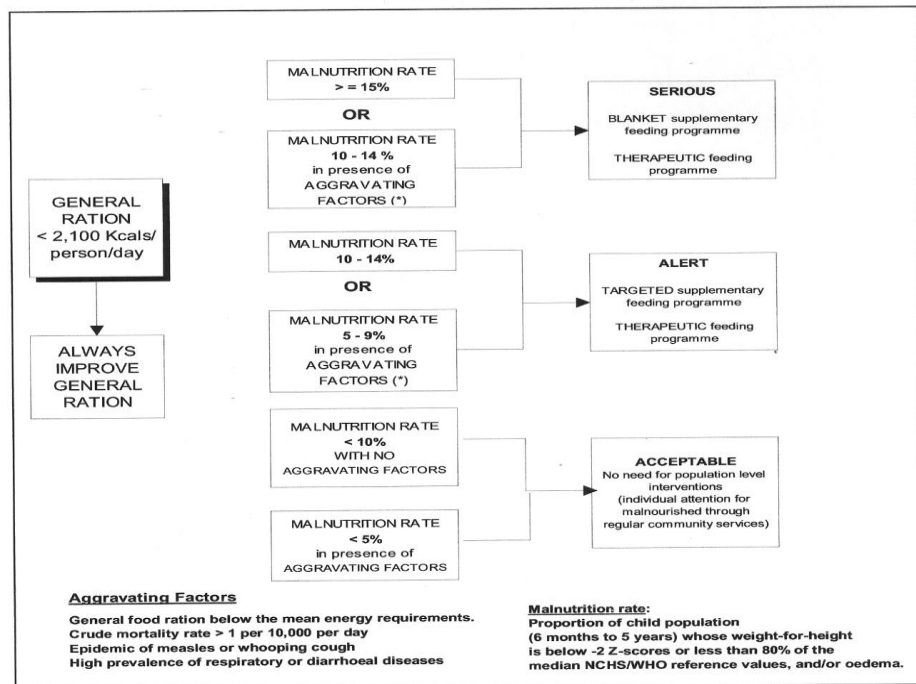 GENERAL
RATION
< 2,100 Kcals/
person/day
ALWAYS
IMPROVE
GENERAL
RATION
MALNUTRITION RATE
> = 15%
OR
MALNUTRITION RATE
10 - 14 %
in presence of
AGGRAVATING
FACTORS (*)
SERIOUS
BLANKET supplementary
feeding programme
THERAPEUTIC feeding
programme
MALNUTRITION RATE
10 - 14%
OR
MALNUTRITION RATE
5 - 9%
in presence of
AGGRAVATING
FACTORS (*)
ALERT
TARGETED supplementary
feeding programme
THERAPEUTIC feeding
programme
MALNUTRITION RATE
< 10%
WITH NO
AGGRAVATING FACTORS
MALNUTRITION RATE
< 5%
in presence of
AGGRAVATING FACTORS
ACCEPTABLE
No need for population level
interventions
(individual attention for
malnourished through
regular community services)
Aggravating Factors
General food ration below the mean energy requirements.
Crude mortality rate > 1 per 10,000 per day
Epidemic of measles or whooping cough
High prevalence of respiratory or diarrhoeal diseases
Malnutrition rate:
Proportion of child population
(6 months to 5 years) whose weight-for-height
is below -2 Z-scores or less than 80% of the
median NCHS/WHO reference values, and/or oedema.